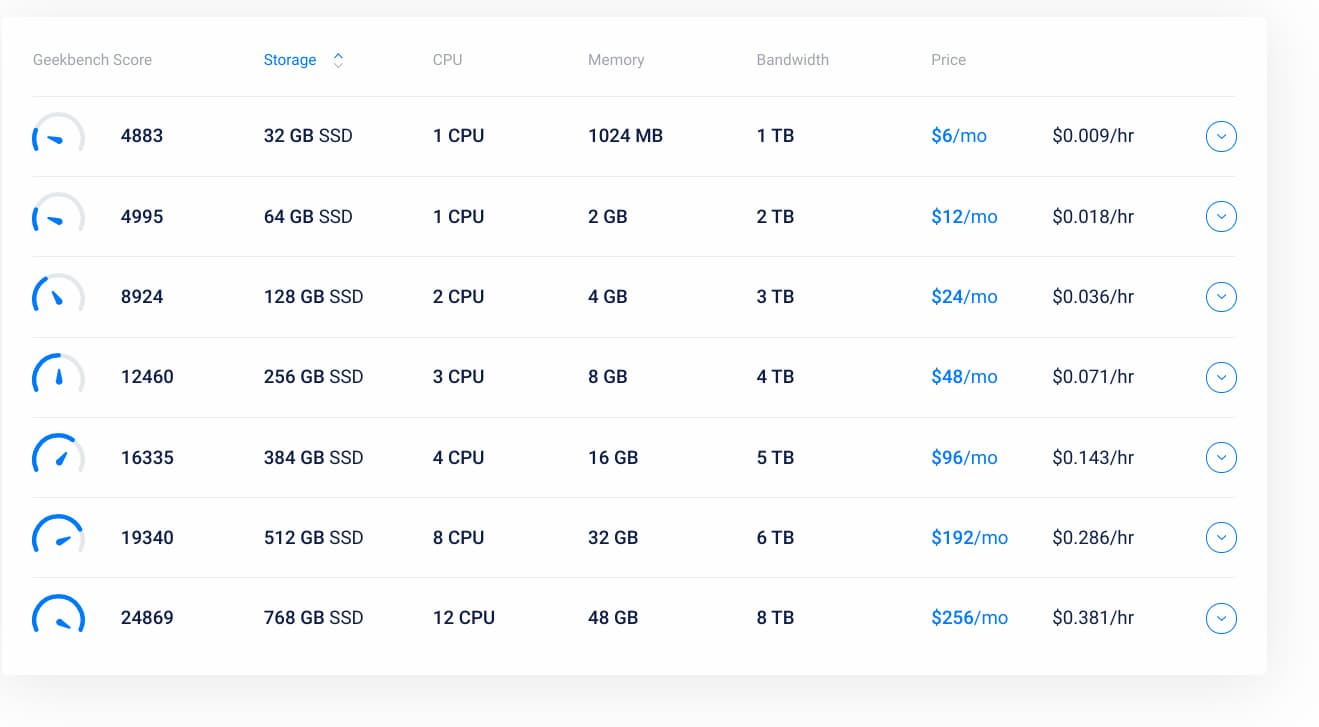 Geekbench Score Storage CPU Memory Bandwidth Price
4883 32 GB SSD 1 CPU 1024 MB 1 TB $6/mo $0.009/hr
4995 64 GB SSD 1 CPU 2 GB 2 TB $12/mo $0.018/hr
8924 128 GB SSD 2 CPU 4 GB 3 TB $24/mo $0.036/hr
12460 256 GB SSD 3 CPU 8 GB 4 TB $48/mo $0.071/hr
16335 384 GB SSD 4 CPU 16 GB 5 TB $96/mo $0.143/hr
19340 512 GB SSD 8 CPU 32 GB 6 TB $192/mo $0.286/hr
24869 768 GB SSD 12 CPU 48 GB 8 TB $256/mo $0.381/hr